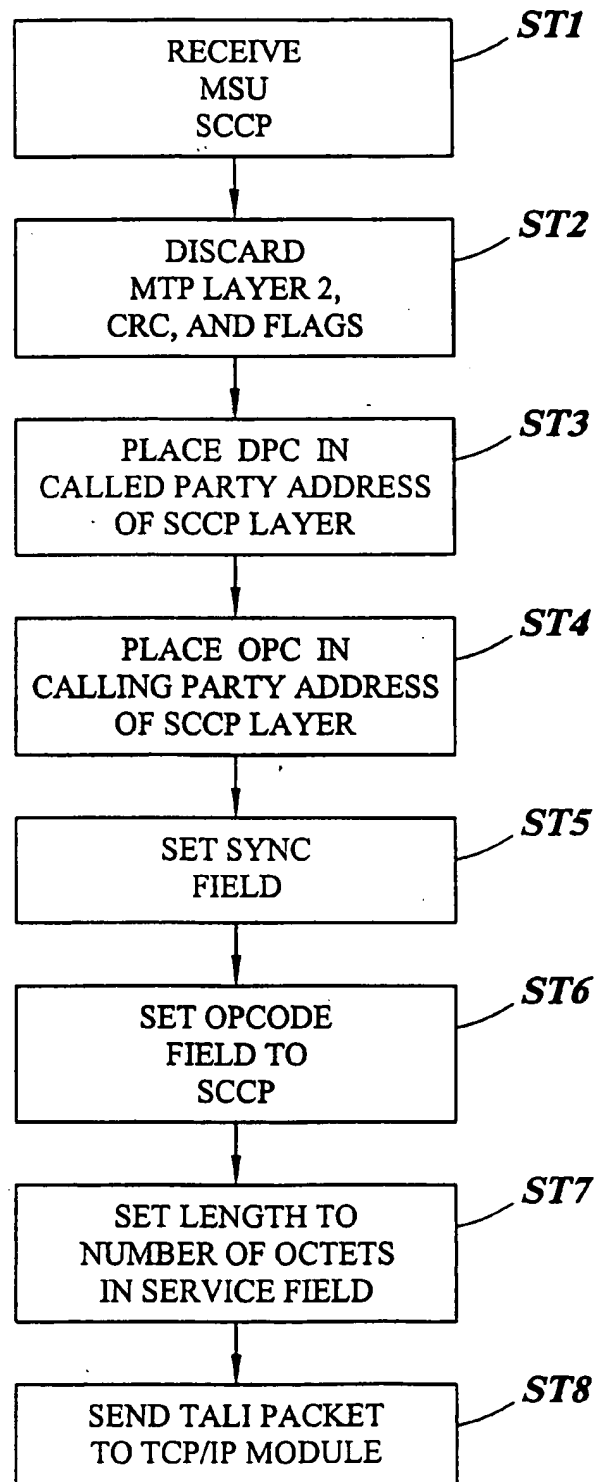 ST1
RECEIVE
MSU
SCCP
ST2
DISCARD
MTP LAYER 2,
CRC, AND FLAGS
ST3
PLACE DPC IN
CALLED PARTY ADDRESS
OF SCCP LAYER
ST4
PLACE OPC IN
CALLING PARTY ADDRESS
OF SCCP LAYER
ST5
SET SYNC
FIELD
ST6
SET OPCODE
FIELD TO
SCCP
ST7
SET LENGTH TO
NUMBER OF OCTETS
IN SERVICE FIELD
ST8
SEND TALI PACKET
TO TCP/IP MODULE